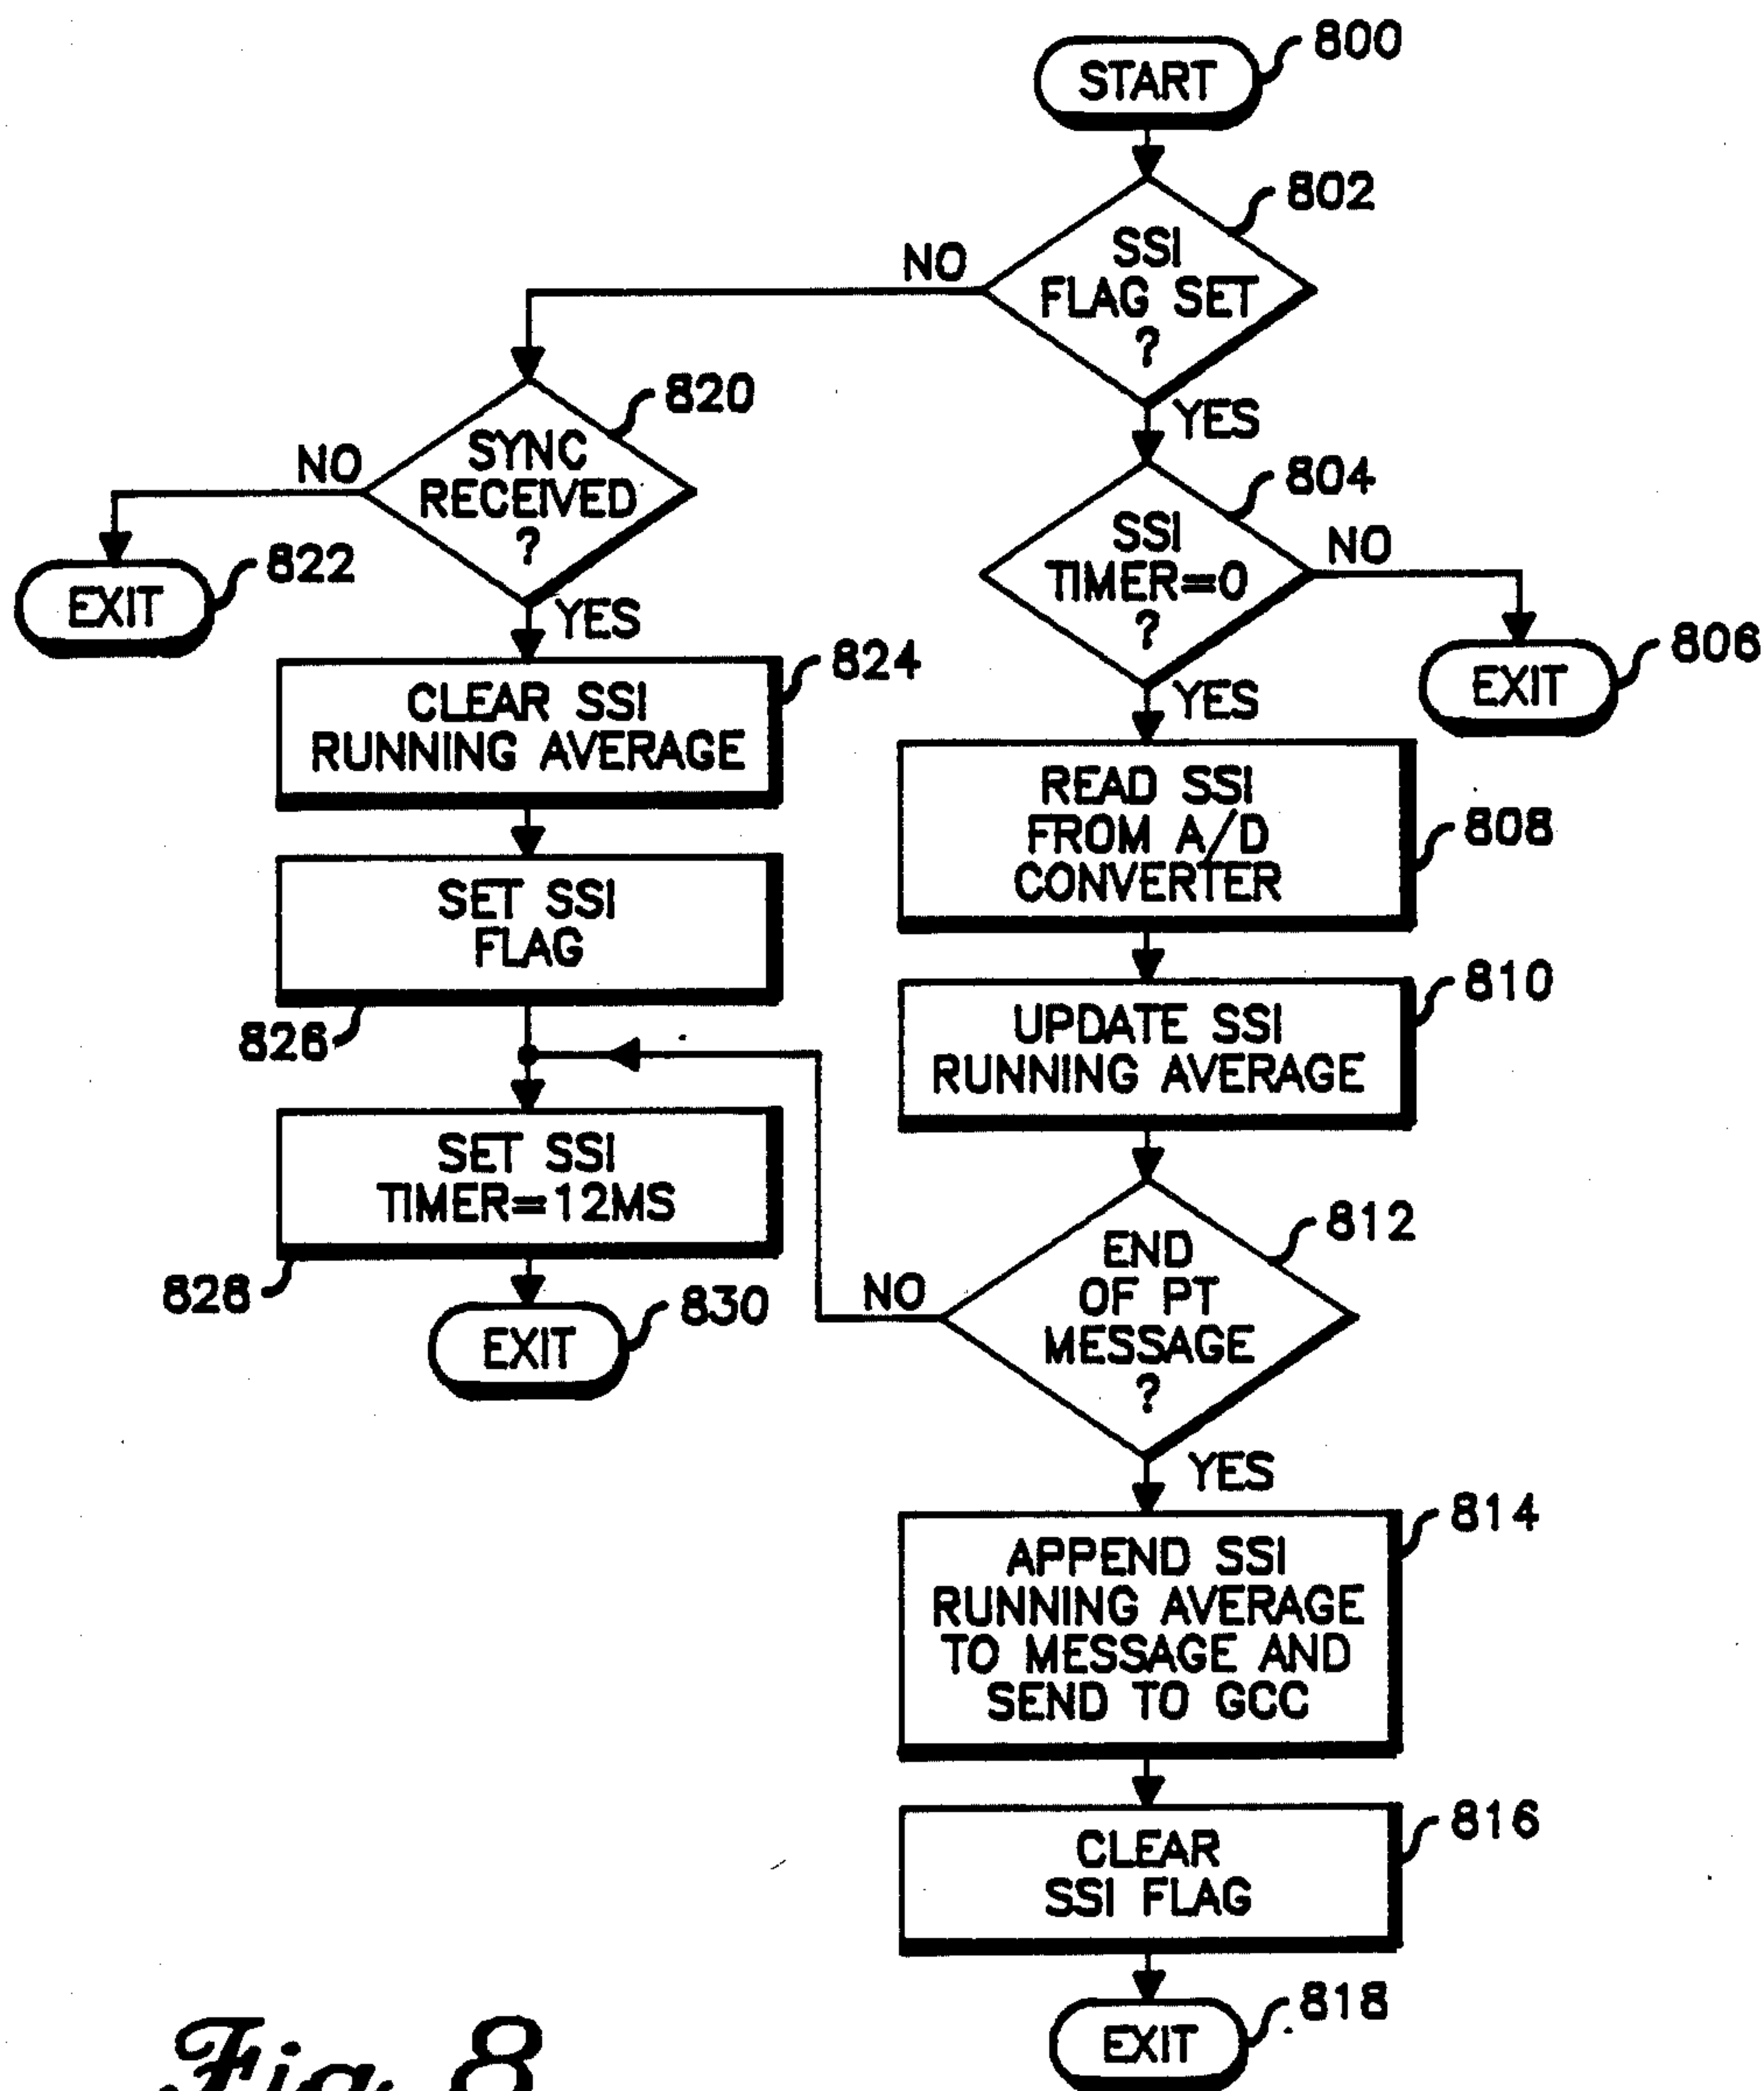 START
800
SSI
FLAG SET
?
802
NO
YES
SYNC
RECEIVED
?
820
NO
YES
EXIT
822
SSI
TIMER=0
?
804
NO
YES
EXIT
806
CLEAR SSI
RUNNING AVERAGE
824
READ SSI
FROM A/D
CONVERTER
808
SET SSI
FLAG
826
UPDATE SSI
RUNNING AVERAGE
810
SET SSI
TIMER=12MS
828
EXIT
830
END
OF PT
MESSAGE
?
812
NO
YES
APPEND SSI
RUNNING AVERAGE
TO MESSAGE AND
SEND TO GCC
814
CLEAR
SSI FLAG
816
EXIT
818
Fig. 8